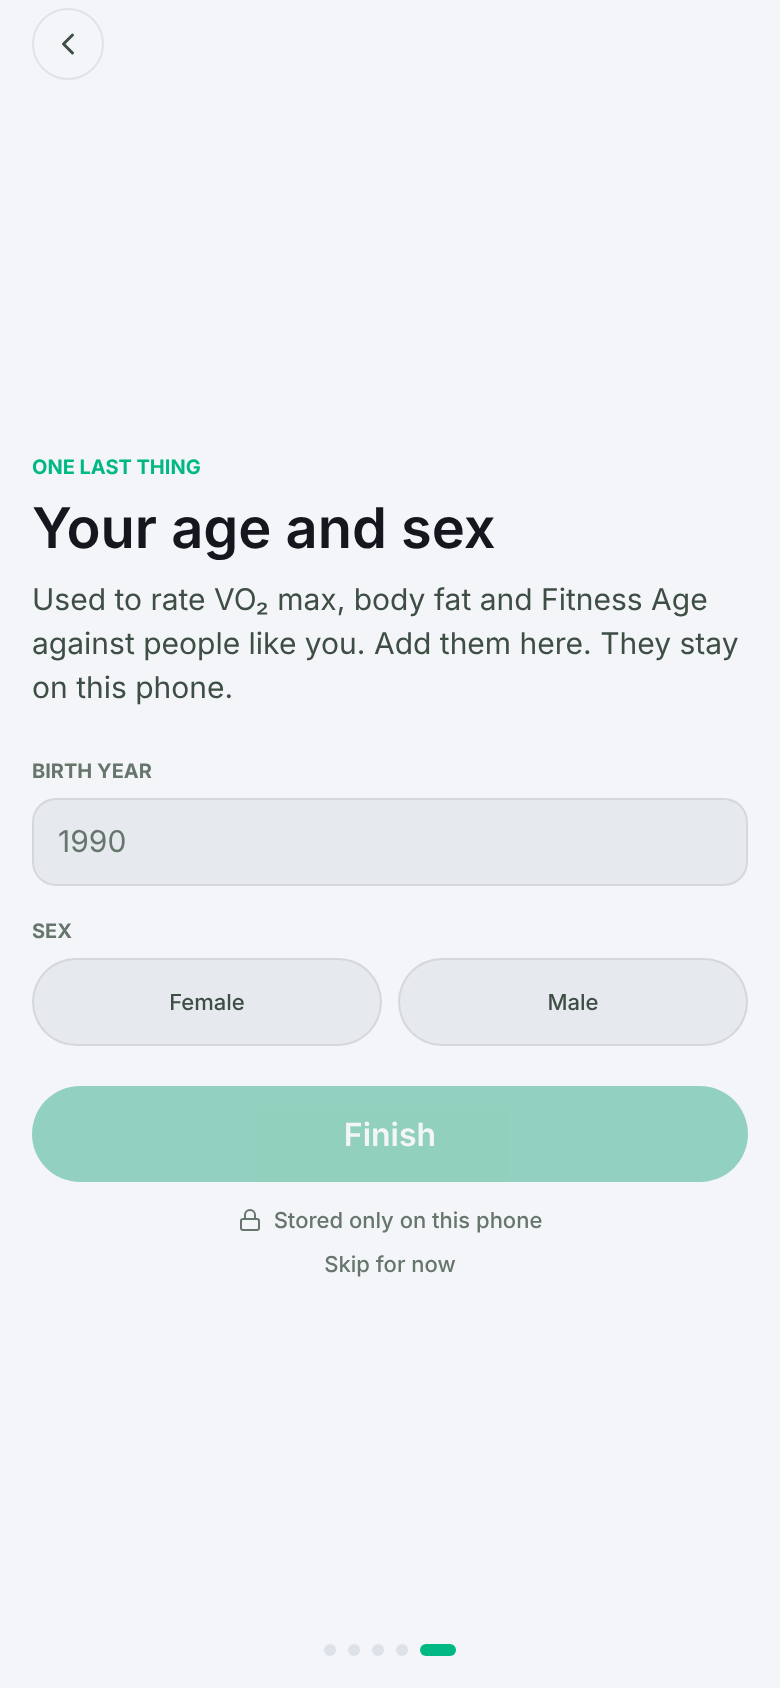 ONE LAST THING
Your age and sex
Used to rate VO₂ max, body fat and Fitness Age
against people like you. Add them here. They stay
on this phone.
BIRTH YEAR
1990
SEX
Female
Male
Finish
Stored only on this phone
Skip for now